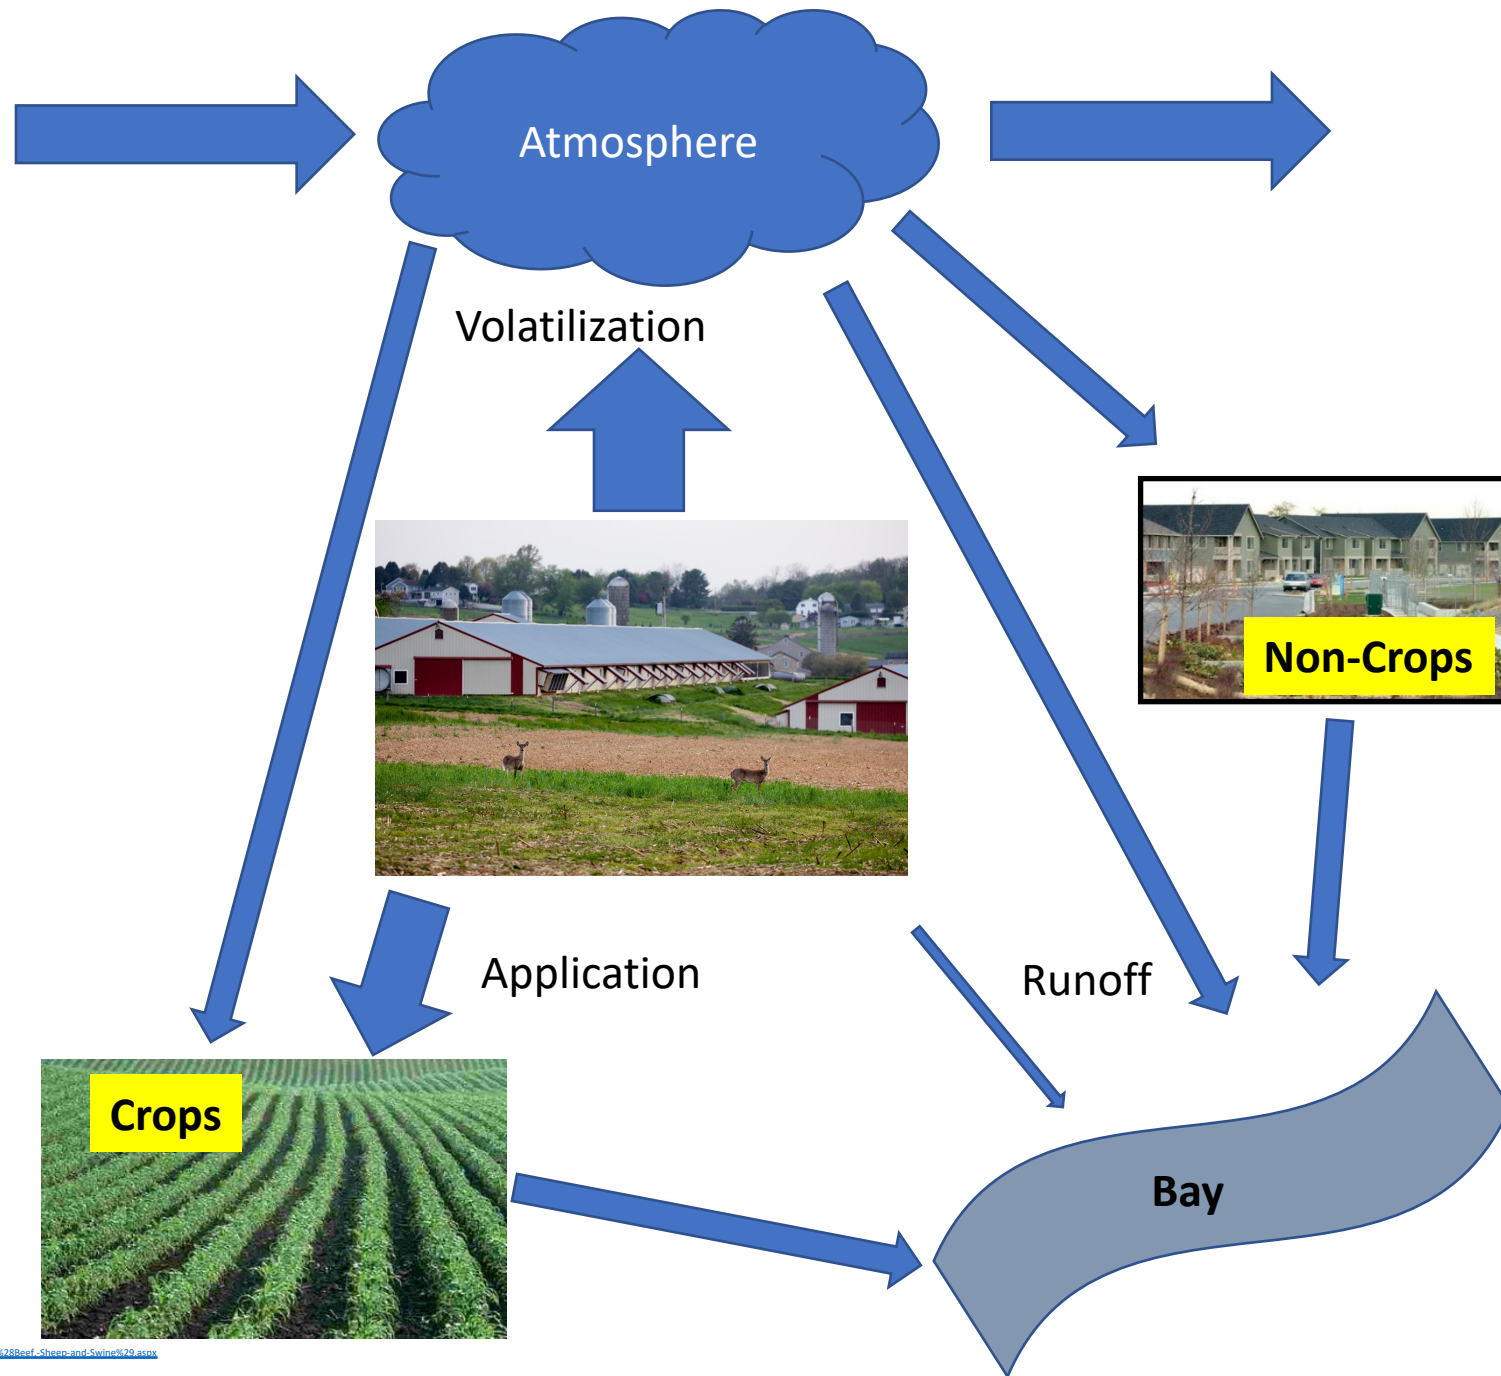 Atmosphere
Volatilization
Non-Crops
Application
Runoff
Crops
Bay
%28Beef,-Sheep-and-Swine%29.aspx